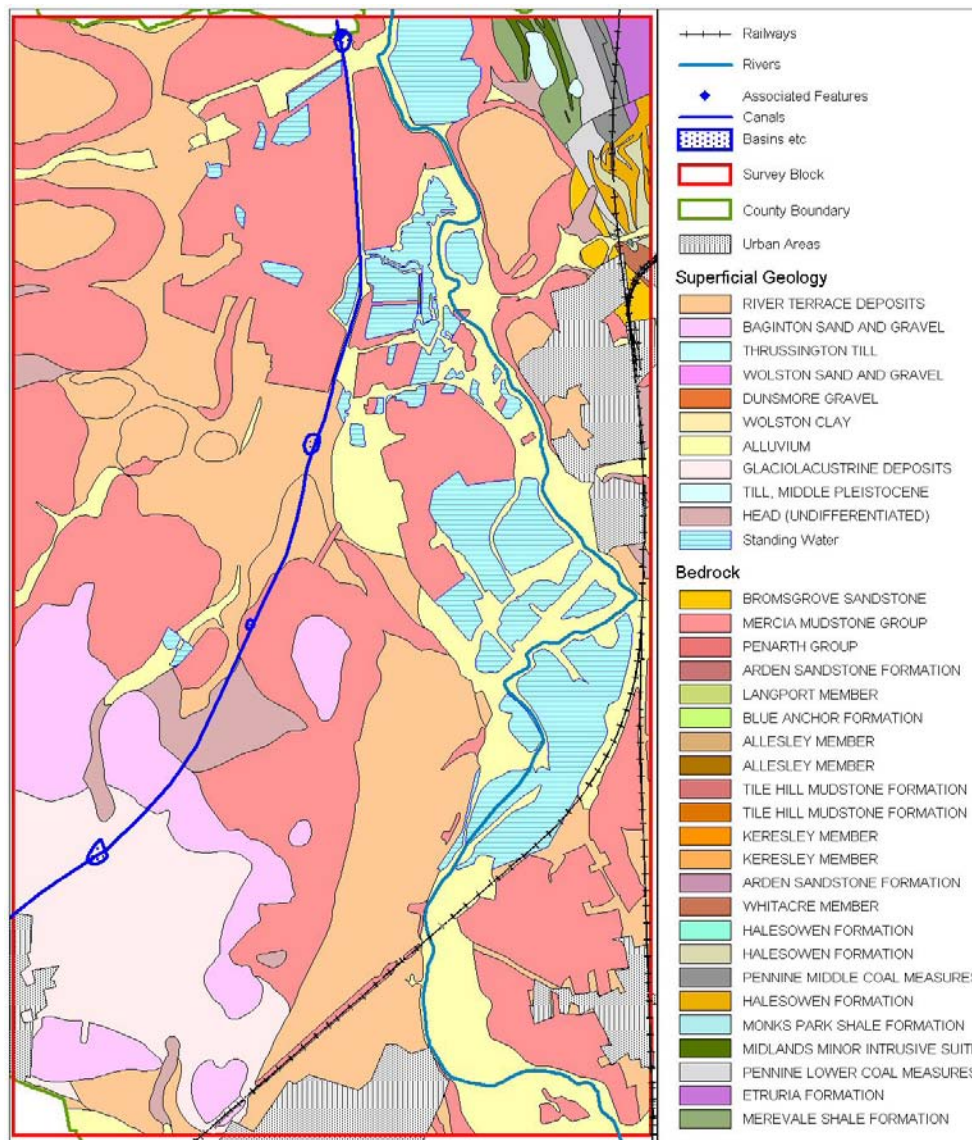 Railways
Rivers
Associated Features
Canals
Basins etc
Survey Block
County Boundary
Urban Areas
Superficial Geology
RIVER TERRACE DEPOSITS
BAGINTON SAND AND GRAVEL
THRUSSINGTON TILL
WOLSTON SAND AND GRAVEL
DUNSMORE GRAVEL
WOLSTON CLAY
ALLUVIUM
GLACIOLACUSTRINE DEPOSITS
TILL, MIDDLE PLEISTOCENE
HEAD (UNDIFFERENTIATED)
Standing Water
Bedrock
BROMSGROVE SANDSTONE
MERCIA MUDSTONE GROUP
PENARTH GROUP
ARDEN SANDSTONE FORMATION
LANGPORT MEMBER
BLUE ANCHOR FORMATION
ALLESLEY MEMBER
ALLESLEY MEMBER
TILE HILL MUDSTONE FORMATION
TILE HILL MUDSTONE FORMATION
KERESLEY MEMBER
KERESLEY MEMBER
ARDEN SANDSTONE FORMATION
WHITACRE MEMBER
HALESOWEN FORMATION
HALESOWEN FORMATION
PENNINE MIDDLE COAL MEASURES
HALESOWEN FORMATION
MONKS PARK SHALE FORMATION
MIDLANDS MINOR INTRUSIVE SUIT
PENNINE LOWER COAL MEASURES
ETRURIA FORMATION
MEREVALE SHALE FORMATION